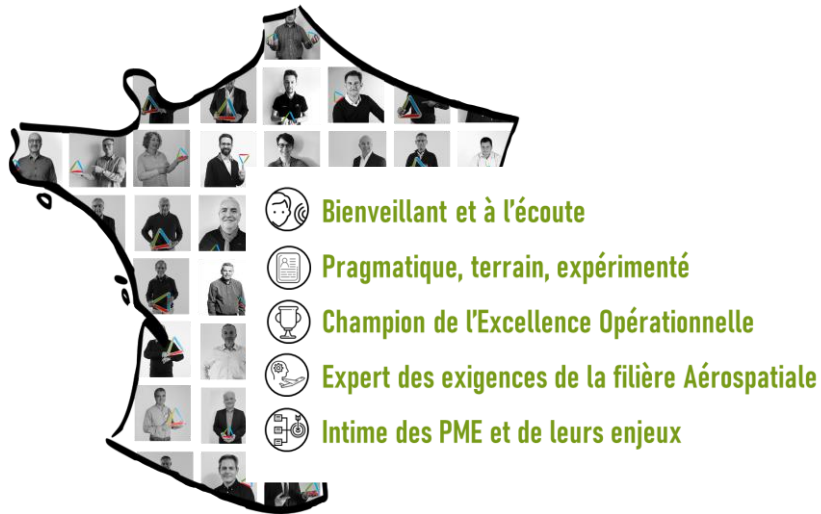 Bienveillant et à l'écoute
Pragmatique, terrain, expérimenté
Champion de l'Excellence Opérationnelle
Expert des exigences de la filière Aérospatiale
Intime des PME et de leurs enjeux